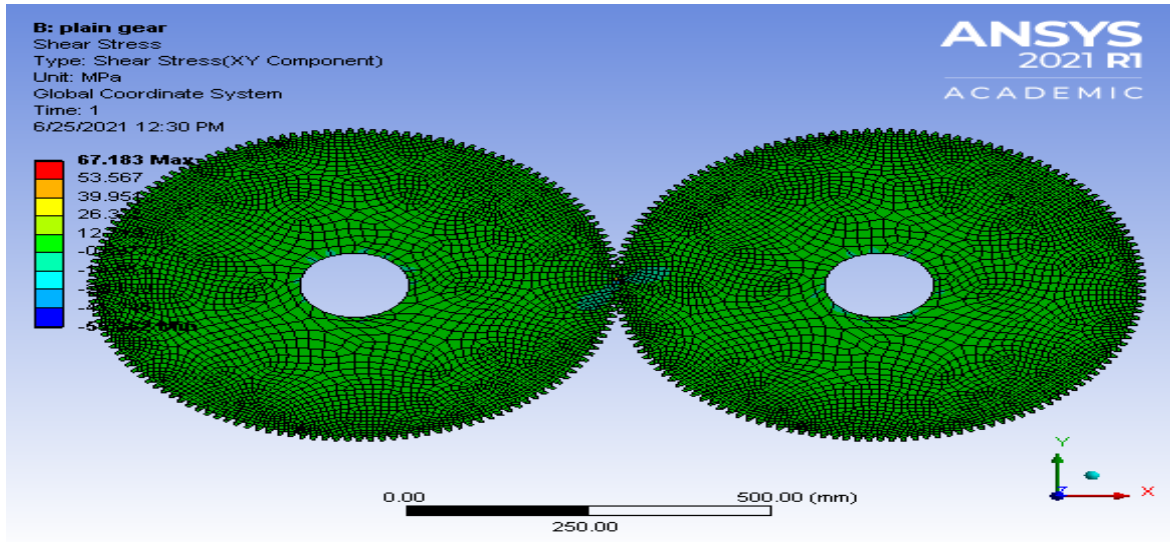 B: plain gear
Shear Stress
Type: Shear Stress(XY Component)
Unit: MPa
Global Coordinate System
Time: 1
6/25/2021 12:30 PM
ANSYS
2021 R1
ACADEMIC
67.183 Max
53.567
39.951
0.00
500.00 (mm)
250.00
Y
X